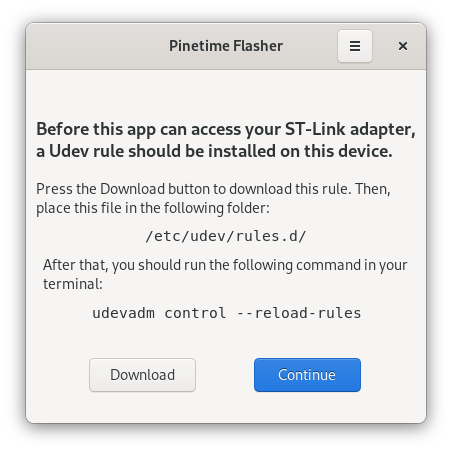 Pinetime Flasher
Before this app can access your ST-Link adapter,
a Udev rule should be installed on this device.
Press the Download button to download this rule. Then,
place this file in the following folder:
/etc/udev/rules.d/
After that, you should run the following command in your
terminal:
udevadm control --reload-rules
Download
Continue